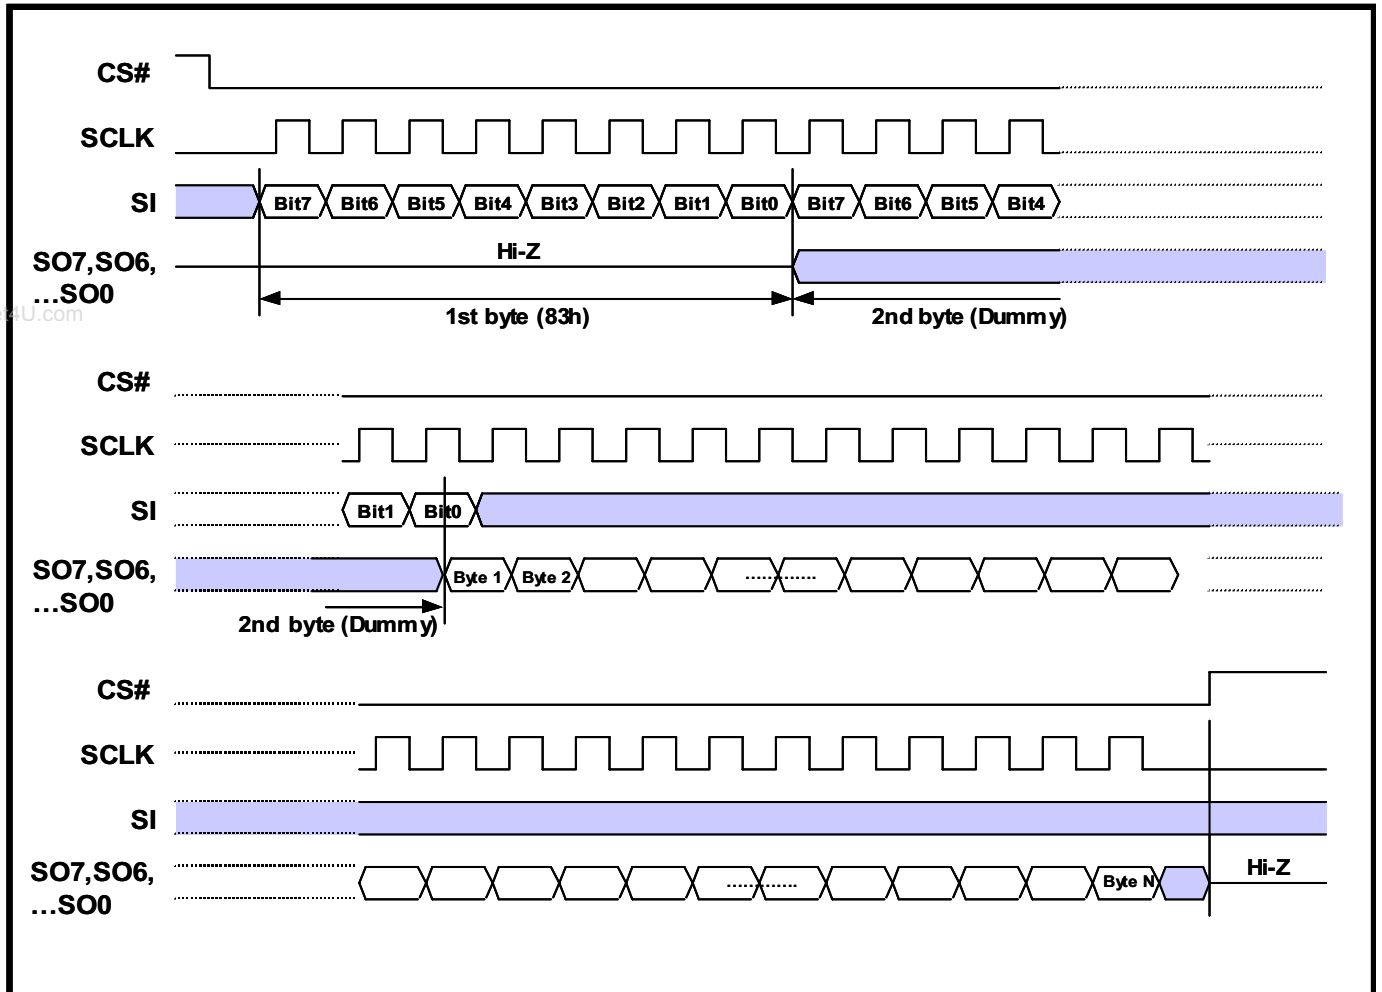 CS#
SCLK
SI Bit7 Bit6 Bit5 Bit4 Bit3 Bit2 Bit1 Bit0 Bit7 Bit6 Bit5 Bit4
Hi-Z
SO7,SO6,
...SO0
1st byte (83h) 2nd byte (Dummy)
CS#
SCLK
SI Bit1 Bit0
SO7,SO6, Byte 1 Byte 2 ..............
...SO0
2nd byte (Dummy)
CS#
SCLK
SI
SO7,SO6, .............. Byte N Hi-Z
...SO0
4U.com